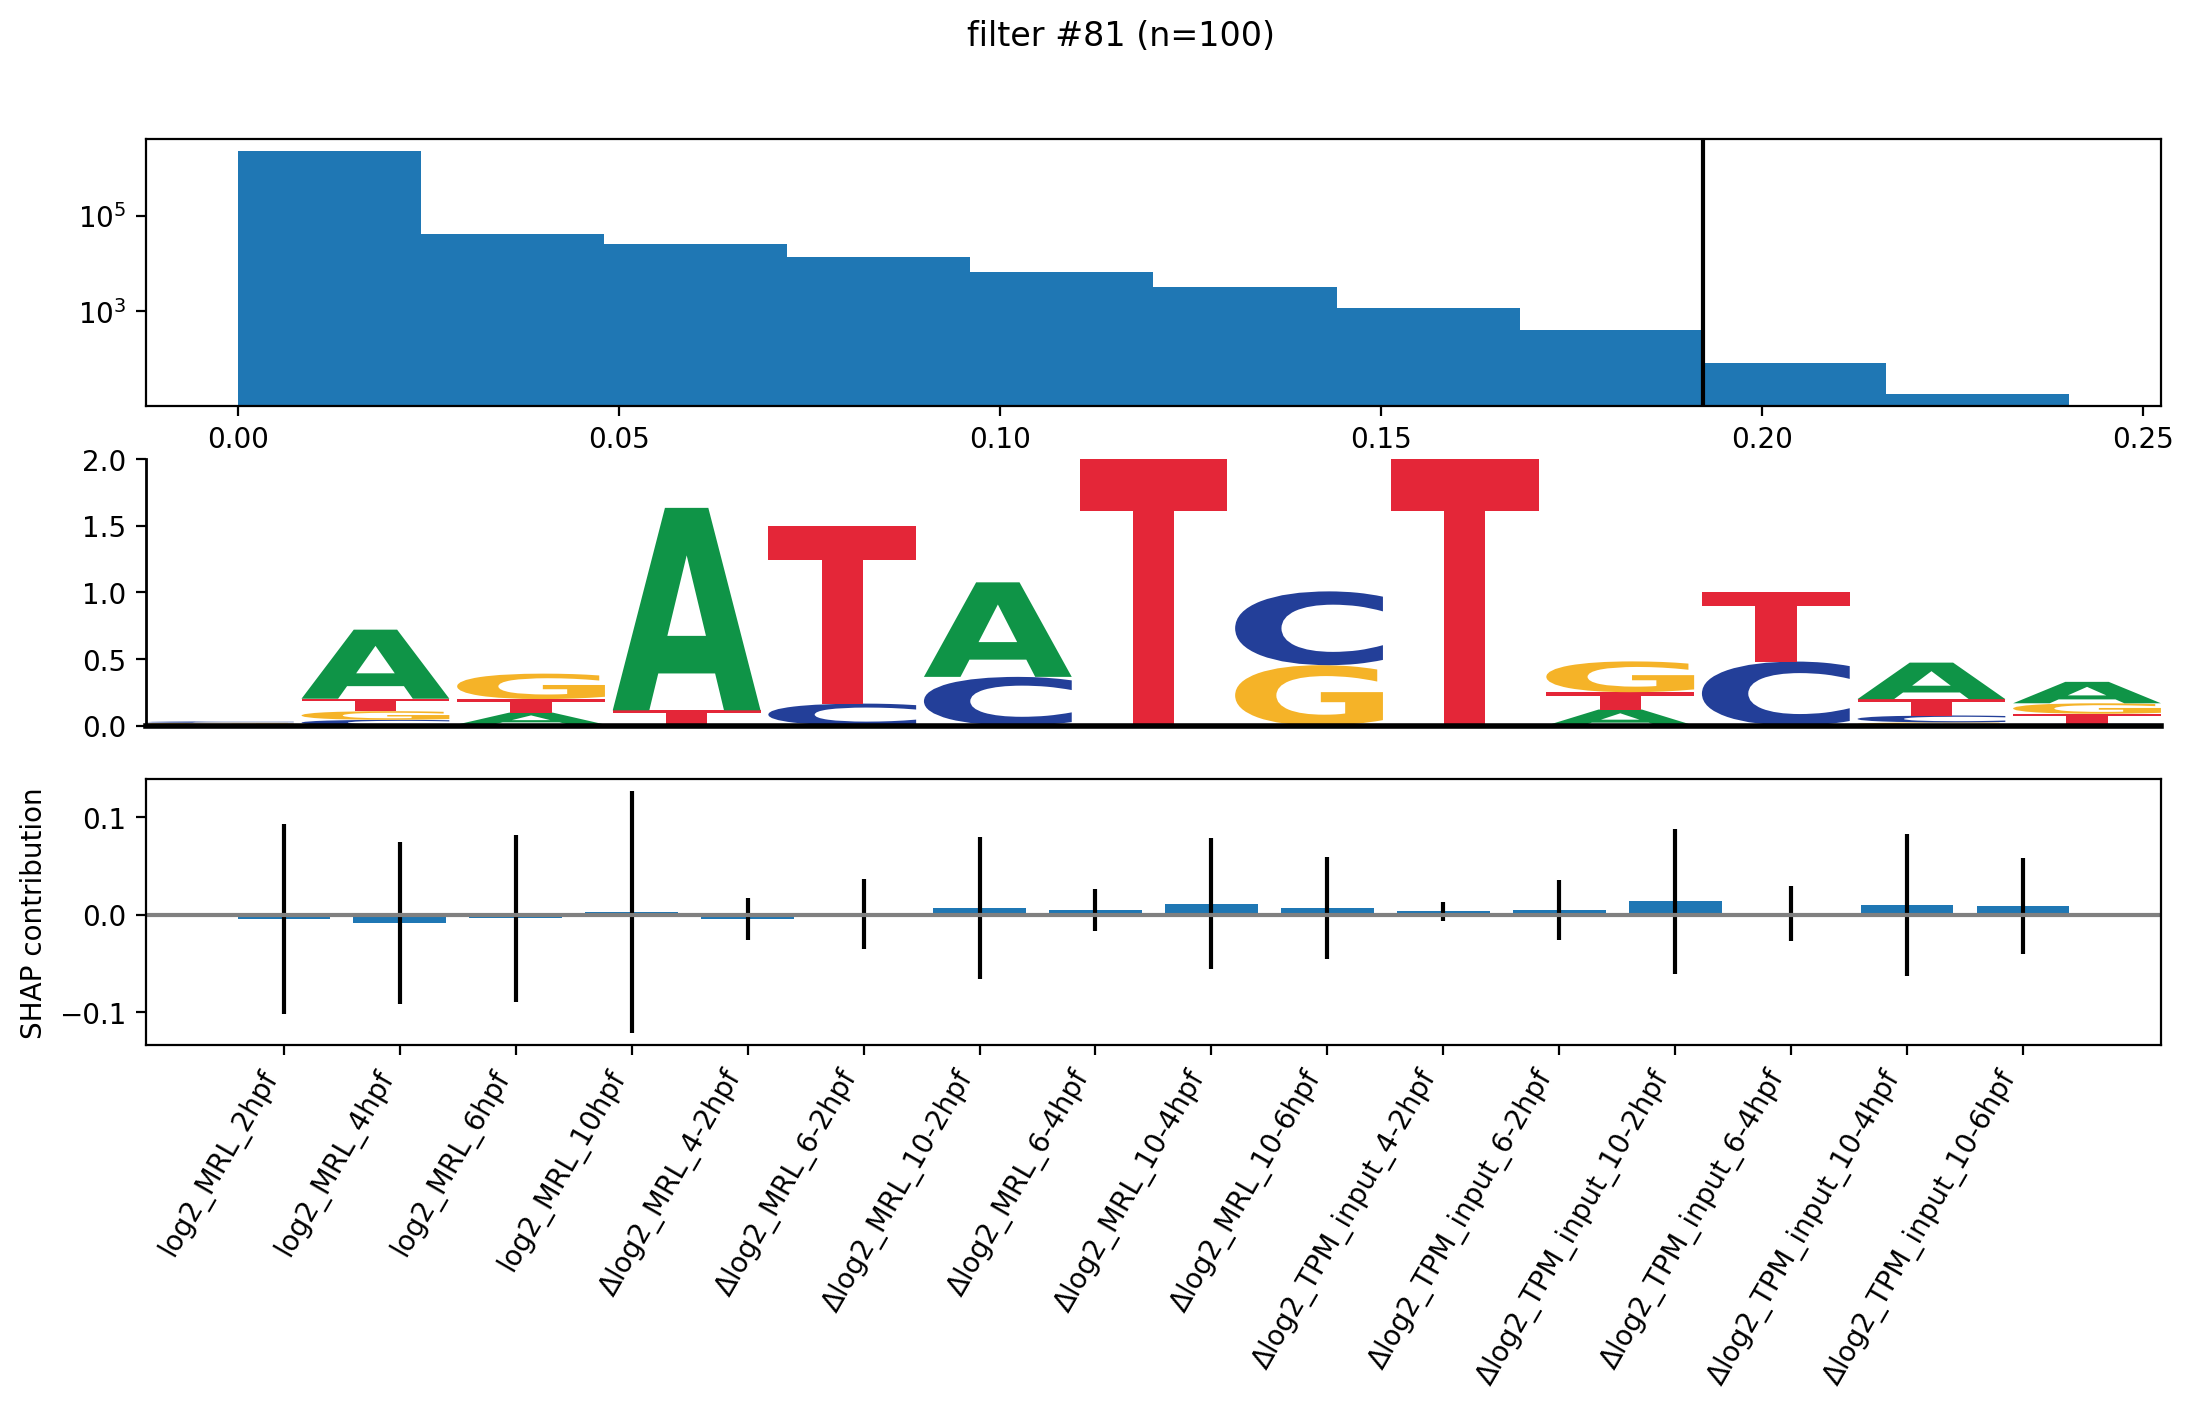 filter #81 (n=100)
10^5
10^3
0.00 0.05 0.10 0.15 0.20 0.25
2.0
1.5
1.0
0.5
0.0
A T G C
G T A
A T
T C
A C
T
C G
T
G T A
T C
A T C
A G T
SHAP contribution
0.1
0.0
−0.1
log2_MRL_2hpf
log2_MRL_4hpf
log2_MRL_6hpf
log2_MRL_10hpf
Δlog2_MRL_4-2hpf
Δlog2_MRL_6-2hpf
Δlog2_MRL_10-2hpf
Δlog2_MRL_6-4hpf
Δlog2_MRL_10-4hpf
Δlog2_MRL_10-6hpf
Δlog2_TPM_input_4-2hpf
Δlog2_TPM_input_6-2hpf
Δlog2_TPM_input_10-2hpf
Δlog2_TPM_input_6-4hpf
Δlog2_TPM_input_10-4hpf
Δlog2_TPM_input_10-6hpf